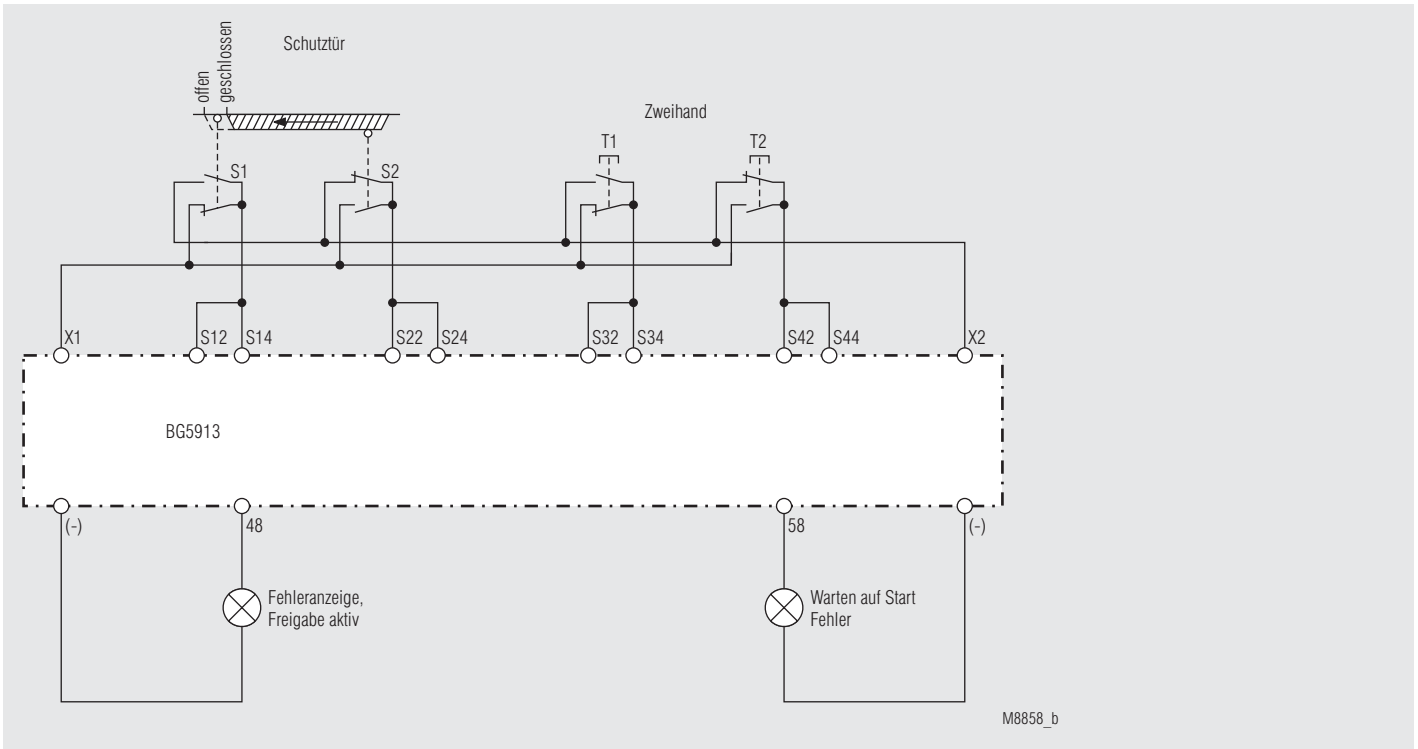 Schutztür
offen
geschlossen
Zweihand
T1
T2
S1
S2
X1
S12
S14
S22
S24
S32
S34
S42
S44
X2
BG5913
(-)
48
58
(-)
Fehleranzeige,
Freigabe aktiv
Warten auf Start
Fehler
M8858_b